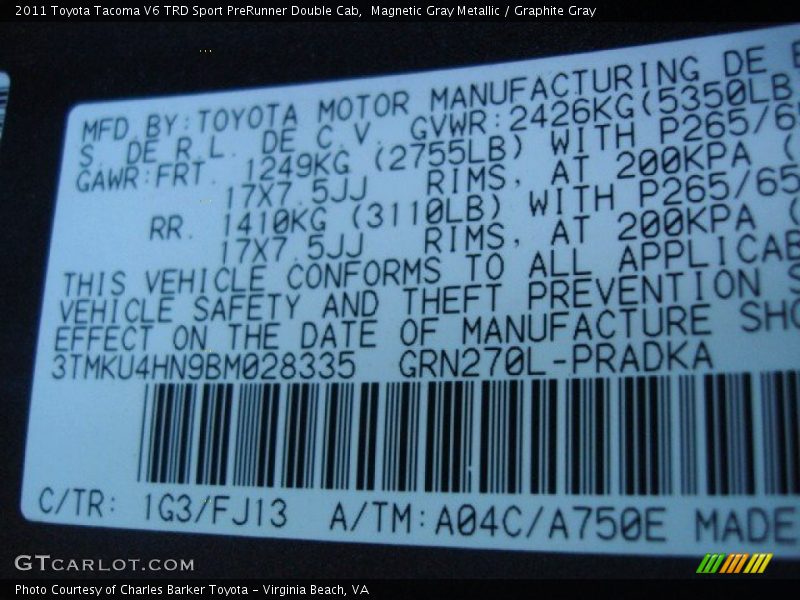 2011 Toyota Tacoma V6 TRD Sport PreRunner Double Cab,  Magnetic Gray Metallic / Graphite Gray
MFD.BY:TOYOTA MOTOR MANUFACTURING DE
S. DE R.L. DE C.V. GVWR:2426KG(5350LB
GAWR:FRT. 1249KG (2755LB) WITH P265/65
17X7.5JJ RIMS, AT 200KPA (
RR. 1410KG (3110LB) WITH P265/65
17X7.5JJ RIMS, AT 200KPA (
THIS VEHICLE CONFORMS TO ALL APPLICAB
VEHICLE SAFETY AND THEFT PREVENTION S
EFFECT ON THE DATE OF MANUFACTURE SHO
3TMKU4HN9BM028335 GRN270L-PRADKA
C/TR: 1G3/FJ13 A/TM:A04C/A750E MADE
GTCARLOT.COM
Photo Courtesy of Charles Barker Toyota - Virginia Beach, VA